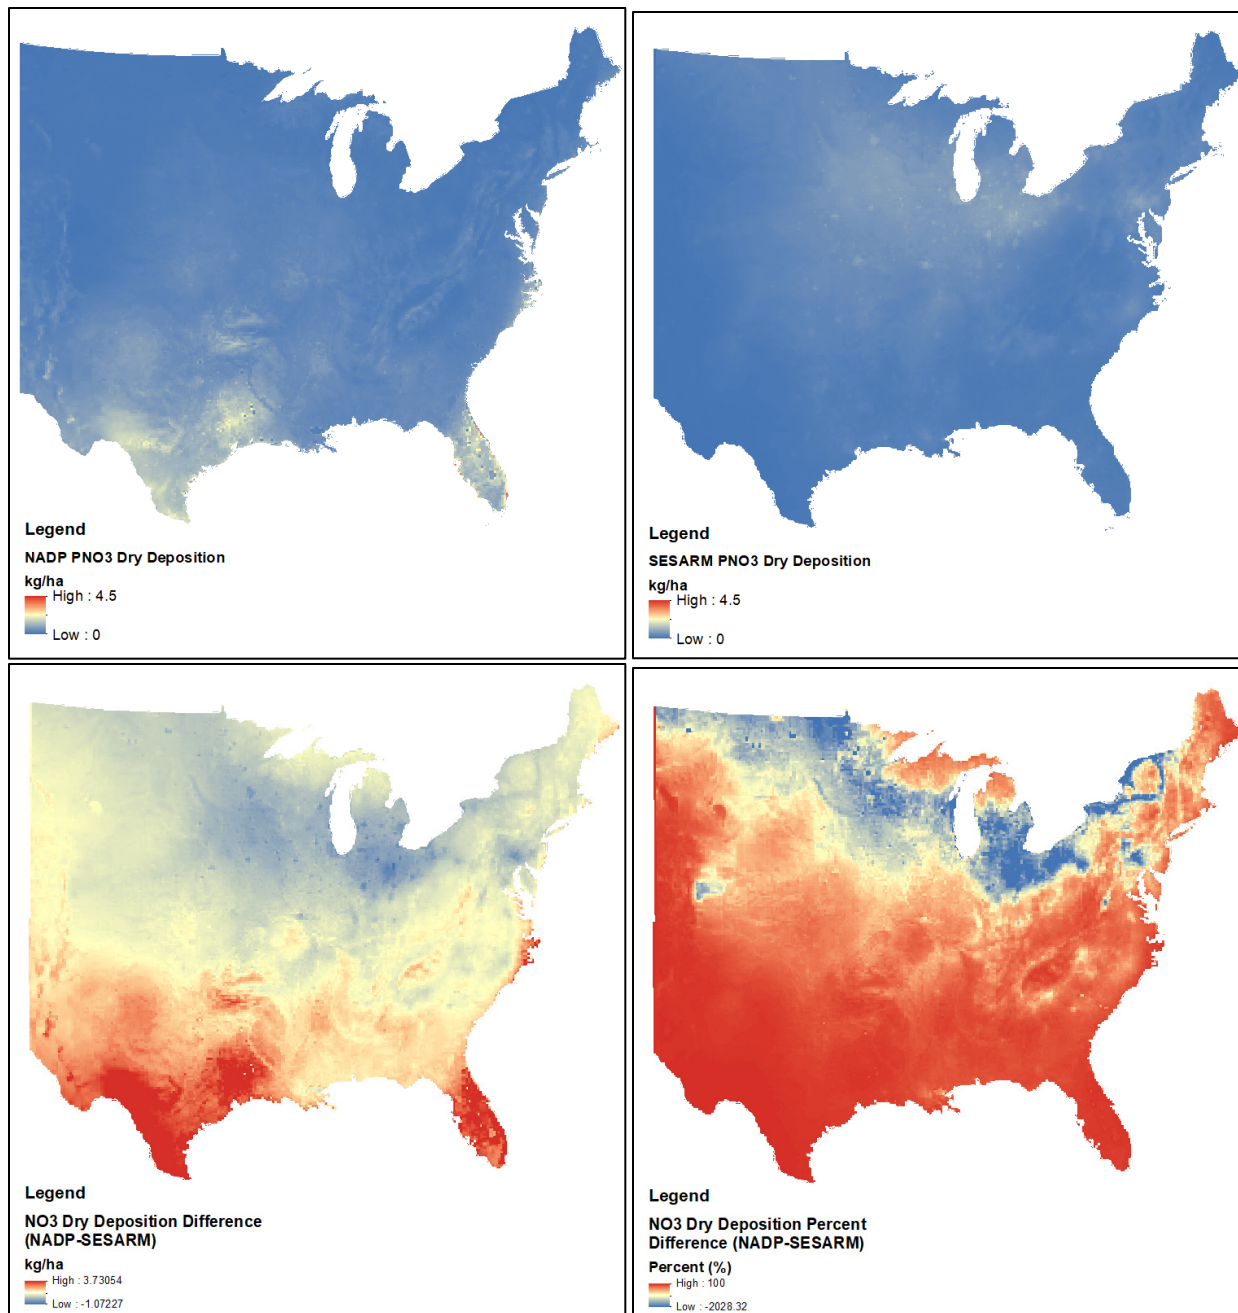 Legend
NADP PNO3 Dry Deposition
kg/ha
High : 4.5
Low : 0
Legend
SESARM PNO3 Dry Deposition
kg/ha
High : 4.5
Low : 0
Legend
NO3 Dry Deposition Difference
(NADP-SESARM)
kg/ha
High : 3.73054
Low : -1.07227
Legend
NO3 Dry Deposition Percent
Difference (NADP-SESARM)
Percent (%)
High : 100
Low : -2028.32